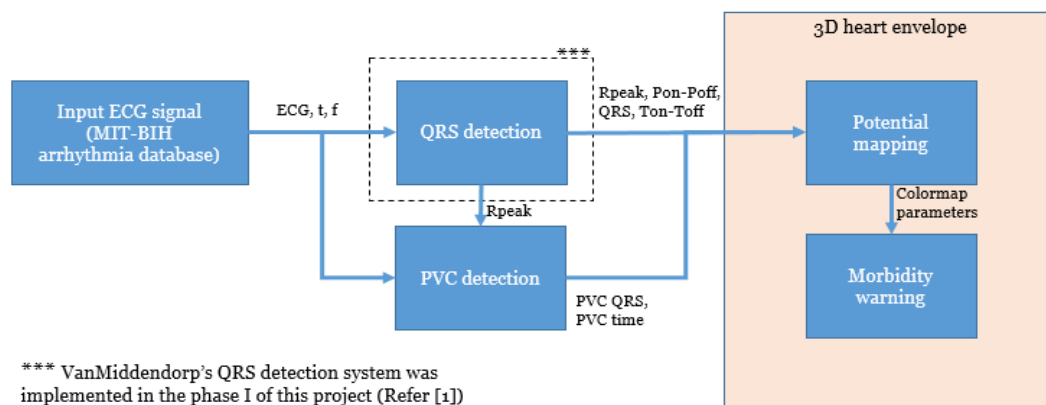 3D heart envelope
***
Input ECG signal
(MIT-BIH
arrhythmia database)
ECG, t, f
QRS detection
Rpeak, Pon-Poff,
QRS, Ton-Toff
Potential
mapping
Rpeak
Colormap
parameters
PVC detection
PVC QRS,
PVC time
Morbidity
warning
*** VanMiddendorp's QRS detection system was
implemented in the phase I of this project (Refer [1])